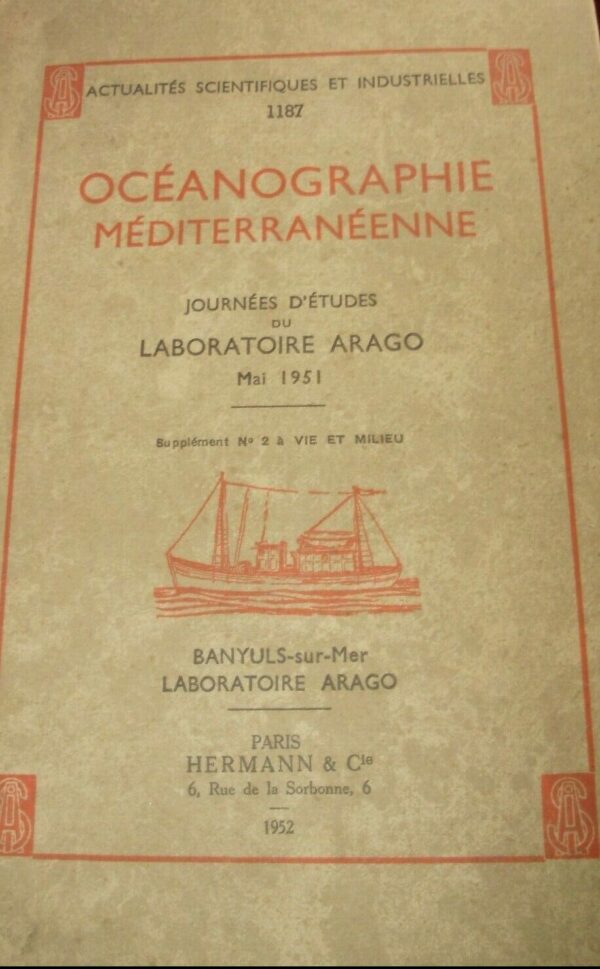 ACTUALITÉS SCIENTIFIQUES ET INDUSTRIELLES
1187
OCÉANOGRAPHIE
MÉDITERRANÉENNE
JOURNÉES D'ÉTUDES
DU
LABORATOIRE ARAGO
Mai 1951
Supplément Nº 2 à VIE ET MILIEU
BANYULS-sur-Mer
LABORATOIRE ARAGO
PARIS
HERMANN & Cie
6, Rue de la Sorbonne, 6
1952